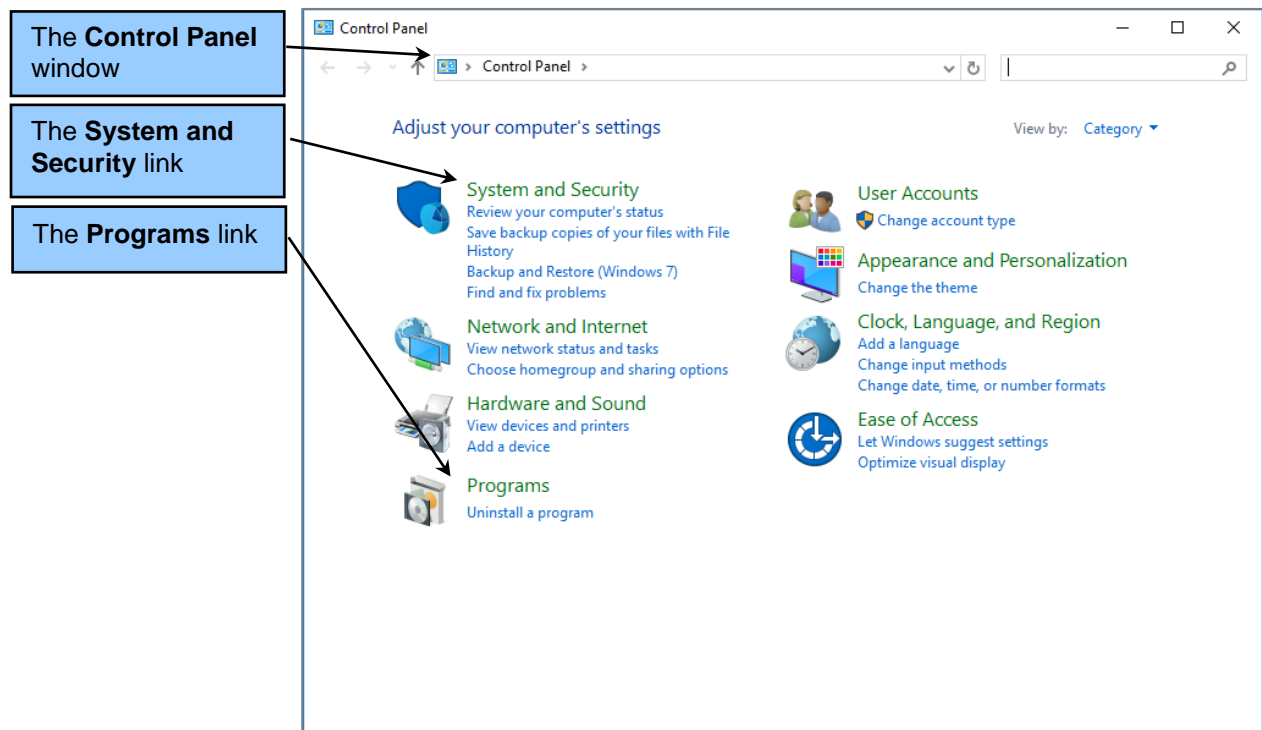 The Control Panel
window
The System and
Security link
The Programs link
Control Panel
Control Panel
Adjust your computer's settings
View by: Category
System and Security
Review your computer's status
Save backup copies of your files with File
History
Backup and Restore (Windows 7)
Find and fix problems
Network and Internet
View network status and tasks
Choose homegroup and sharing options
Hardware and Sound
View devices and printers
Add a device
Programs
Uninstall a program
User Accounts
Change account type
Appearance and Personalization
Change the theme
Clock, Language, and Region
Add a language
Change input methods
Change date, time, or number formats
Ease of Access
Let Windows suggest settings
Optimize visual display